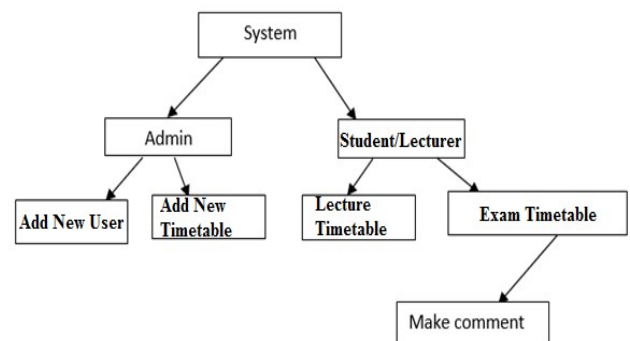 System
Admin
Student/Lecturer
Add New User
Add New
Timetable
Lecture
Timetable
Exam Timetable
Make comment